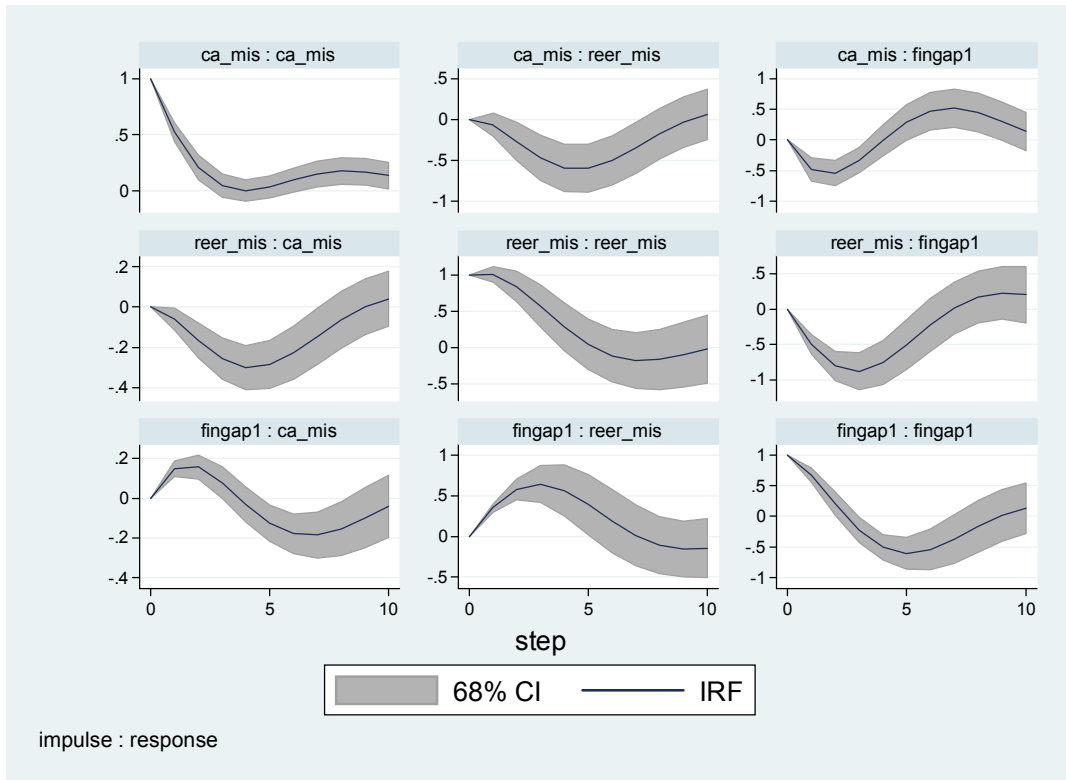 ca_mis : ca_mis
ca_mis : reer_mis
ca_mis : fingap1
1
.5
0
.5
0
-.5
-1
1
.5
0
-.5
-1
reer_mis : ca_mis
reer_mis : reer_mis
reer_mis : fingap1
.2
0
-.2
-.4
1
.5
0
-.5
.5
0
-.5
-1
fingap1 : ca_mis
fingap1 : reer_mis
fingap1 : fingap1
.2
0
-.2
-.4
1
.5
0
-.5
1
.5
0
-.5
-1
0 5 10
0 5 10
0 5 10
step
68% CI IRF
impulse : response